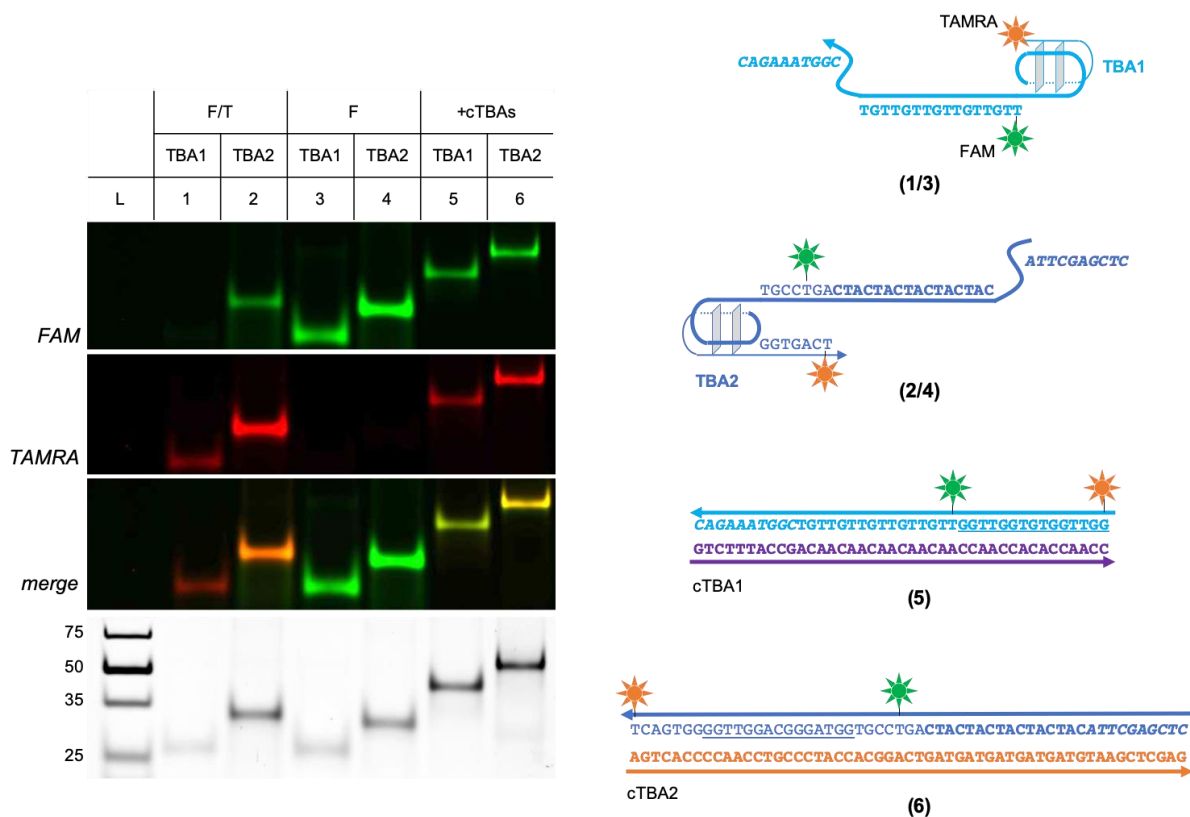 F/T F +cTBAs
TBA1 TBA2 TBA1 TBA2 TBA1 TBA2
L 1 2 3 4 5 6
FAM
TAMRA
merge
75
50
35
25
TAMRA
CAGAAATGGC
TBA1
TGTTGTTGTTGTTGTT
FAM
(1/3)
ATTCGAGCTC
TGCCTGACTACTACTACTACTAC
GGTGACT
TBA2
(2/4)
CAGAAATGGCTGTTGTTGTTGTTGTTGGTTGGTGTGGTTGG
GTCTTTACCGACAACAACAACAACAACCAACCACACCAACC
cTBA1
(5)
TCAGTGGGGTTGGACGGGATGGTGCCTGACTACTACTACTACTACATTCGAGCTC
AGTCACCCCAACCTGCCCTACCACGGACTGATGATGATGATGATGTAAGCTCGAG
cTBA2
(6)